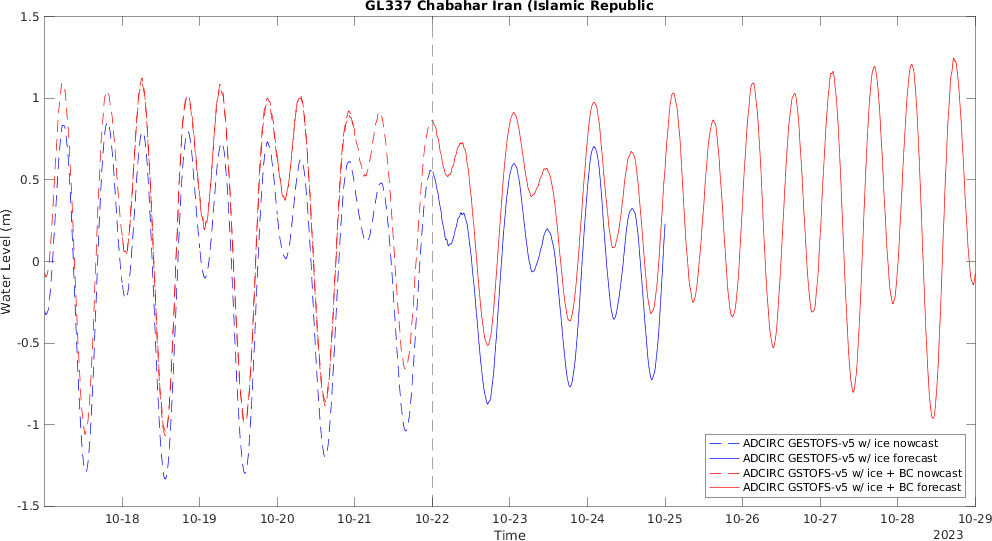 GL337 Chabahar Iran (Islamic Republic
1.5
1
0.5
0
-0.5
-1
-1.5
Water Level (m)
10-18 10-19 10-20 10-21 10-22 10-23 10-24 10-25 10-26 10-27 10-28 10-29
Time
2023
ADCIRC GESTOFS-v5 w/ ice nowcast
ADCIRC GESTOFS-v5 w/ ice forecast
ADCIRC GSTOFS-v5 w/ ice + BC nowcast
ADCIRC GSTOFS-v5 w/ ice + BC forecast